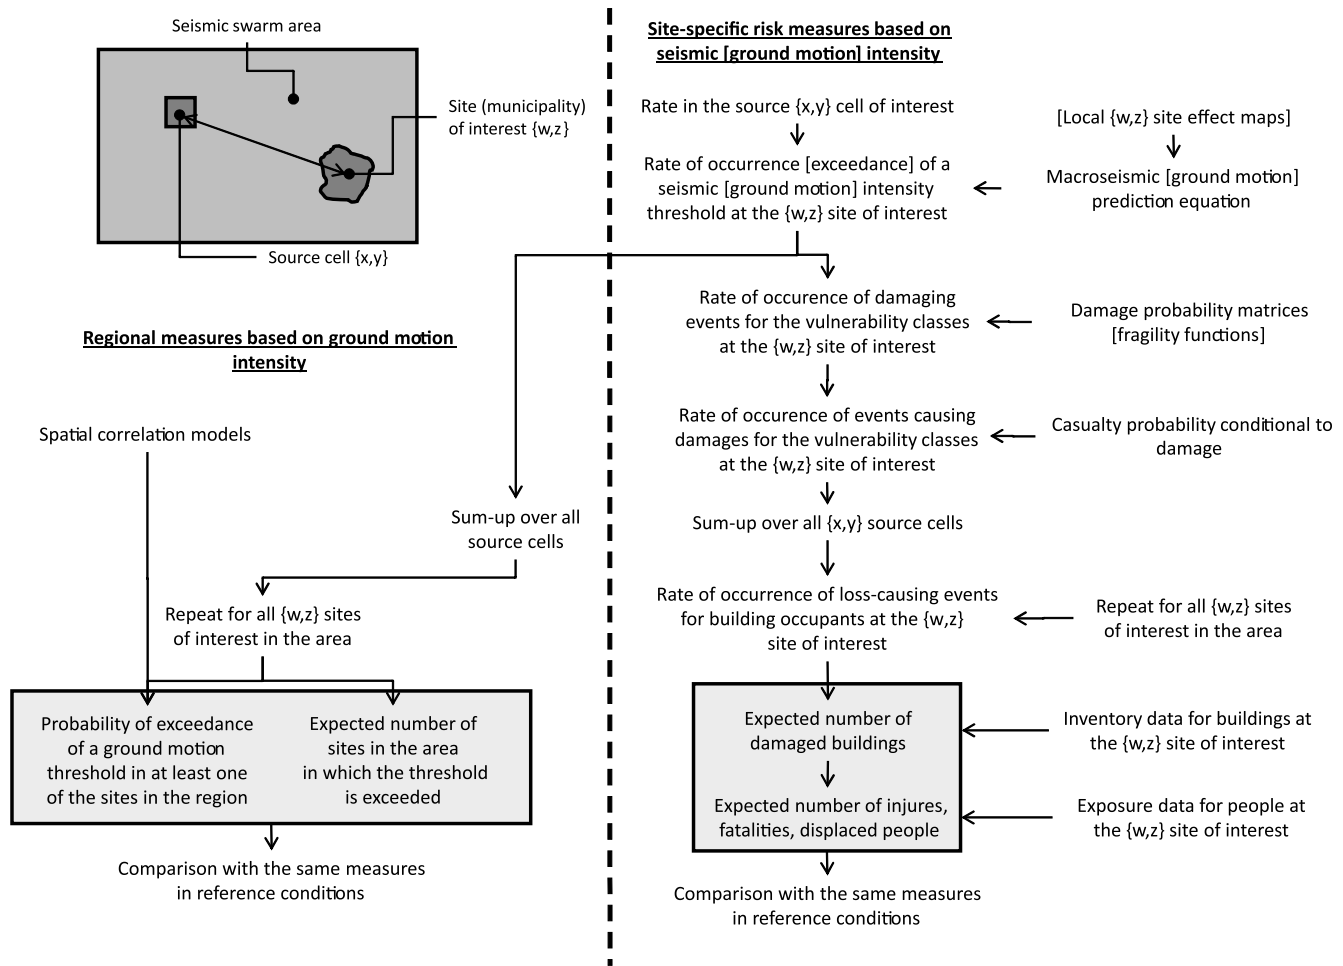 Seismic swarm area
Site (municipality)
of interest {w,z}
Source cell {x,y}
Regional measures based on ground motion
intensity
Spatial correlation models
Sum-up over all
source cells
Repeat for all {w,z} sites
of interest in the area
Probability of exceedance
of a ground motion
threshold in at least one
of the sites in the region
Expected number of
sites in the area
in which the threshold
is exceeded
Comparison with the same measures
in reference conditions
Site-specific risk measures based on
seismic [ground motion] intensity
Rate in the source {x,y} cell of interest
[Local {w,z} site effect maps]
Rate of occurrence [exceedance] of a
seismic [ground motion] intensity
threshold at the {w,z} site of interest
Macroseismic [ground motion]
prediction equation
Rate of occurence of damaging
events for the vulnerability classes
at the {w,z} site of interest
Damage probability matrices
[fragility functions]
Rate of occurence of events causing
damages for the vulnerability classes
at the {w,z} site of interest
Casualty probability conditional to
damage
Sum-up over all {x,y} source cells
Rate of occurrence of loss-causing events
for building occupants at the {w,z}
site of interest
Repeat for all {w,z} sites
of interest in the area
Expected number of
damaged buildings
Inventory data for buildings at
the {w,z} site of interest
Expected number of injures,
fatalities, displaced people
Exposure data for people at
the {w,z} site of interest
Comparison with the same measures
in reference conditions